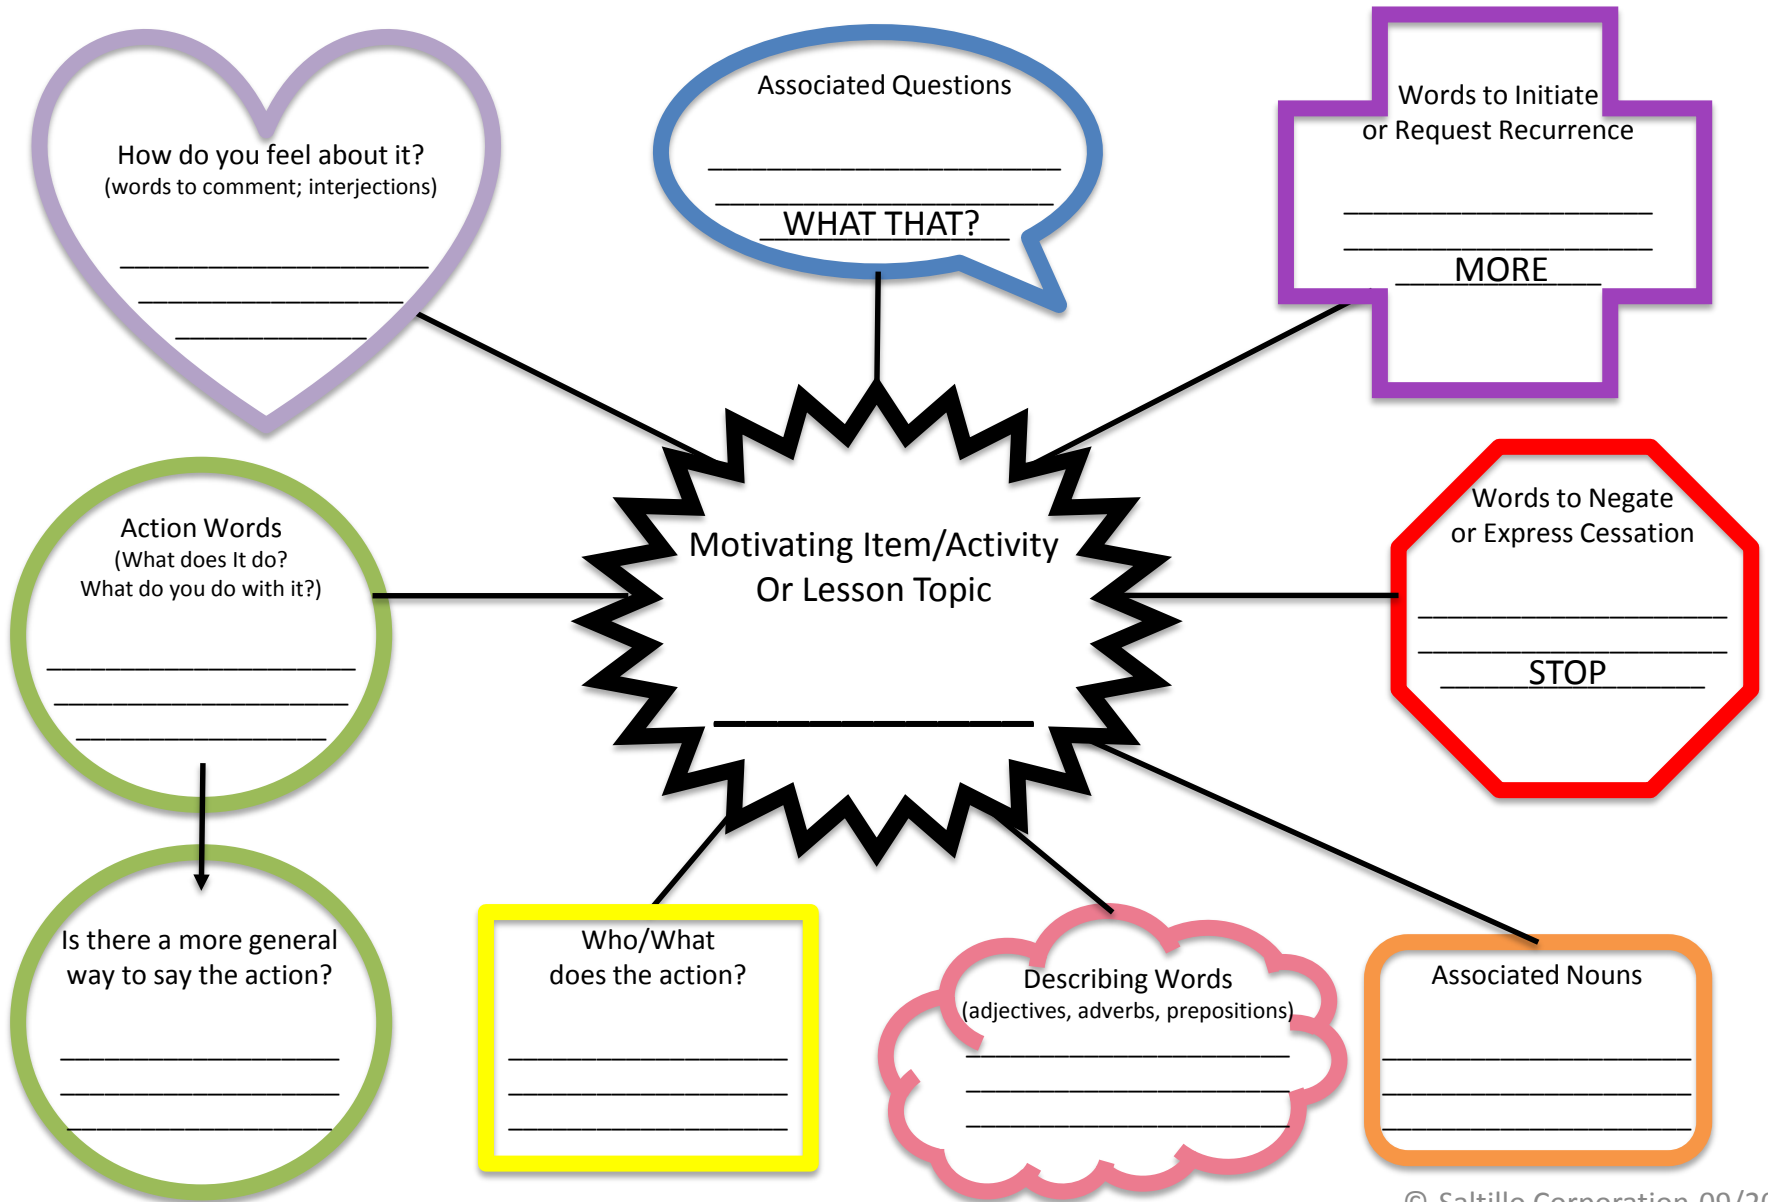 How do you feel about it?
(words to comment; interjections)
Associated Questions
WHAT THAT?
Words to Initiate
or Request Recurrence
MORE
Action Words
(What does It do?
What do you do with it?)
Motivating Item/Activity
Or Lesson Topic
Words to Negate
or Express Cessation
STOP
Is there a more general
way to say the action?
Who/What
does the action?
Describing Words
(adjectives, adverbs, prepositions)
Associated Nouns
© Saltillo Corporation